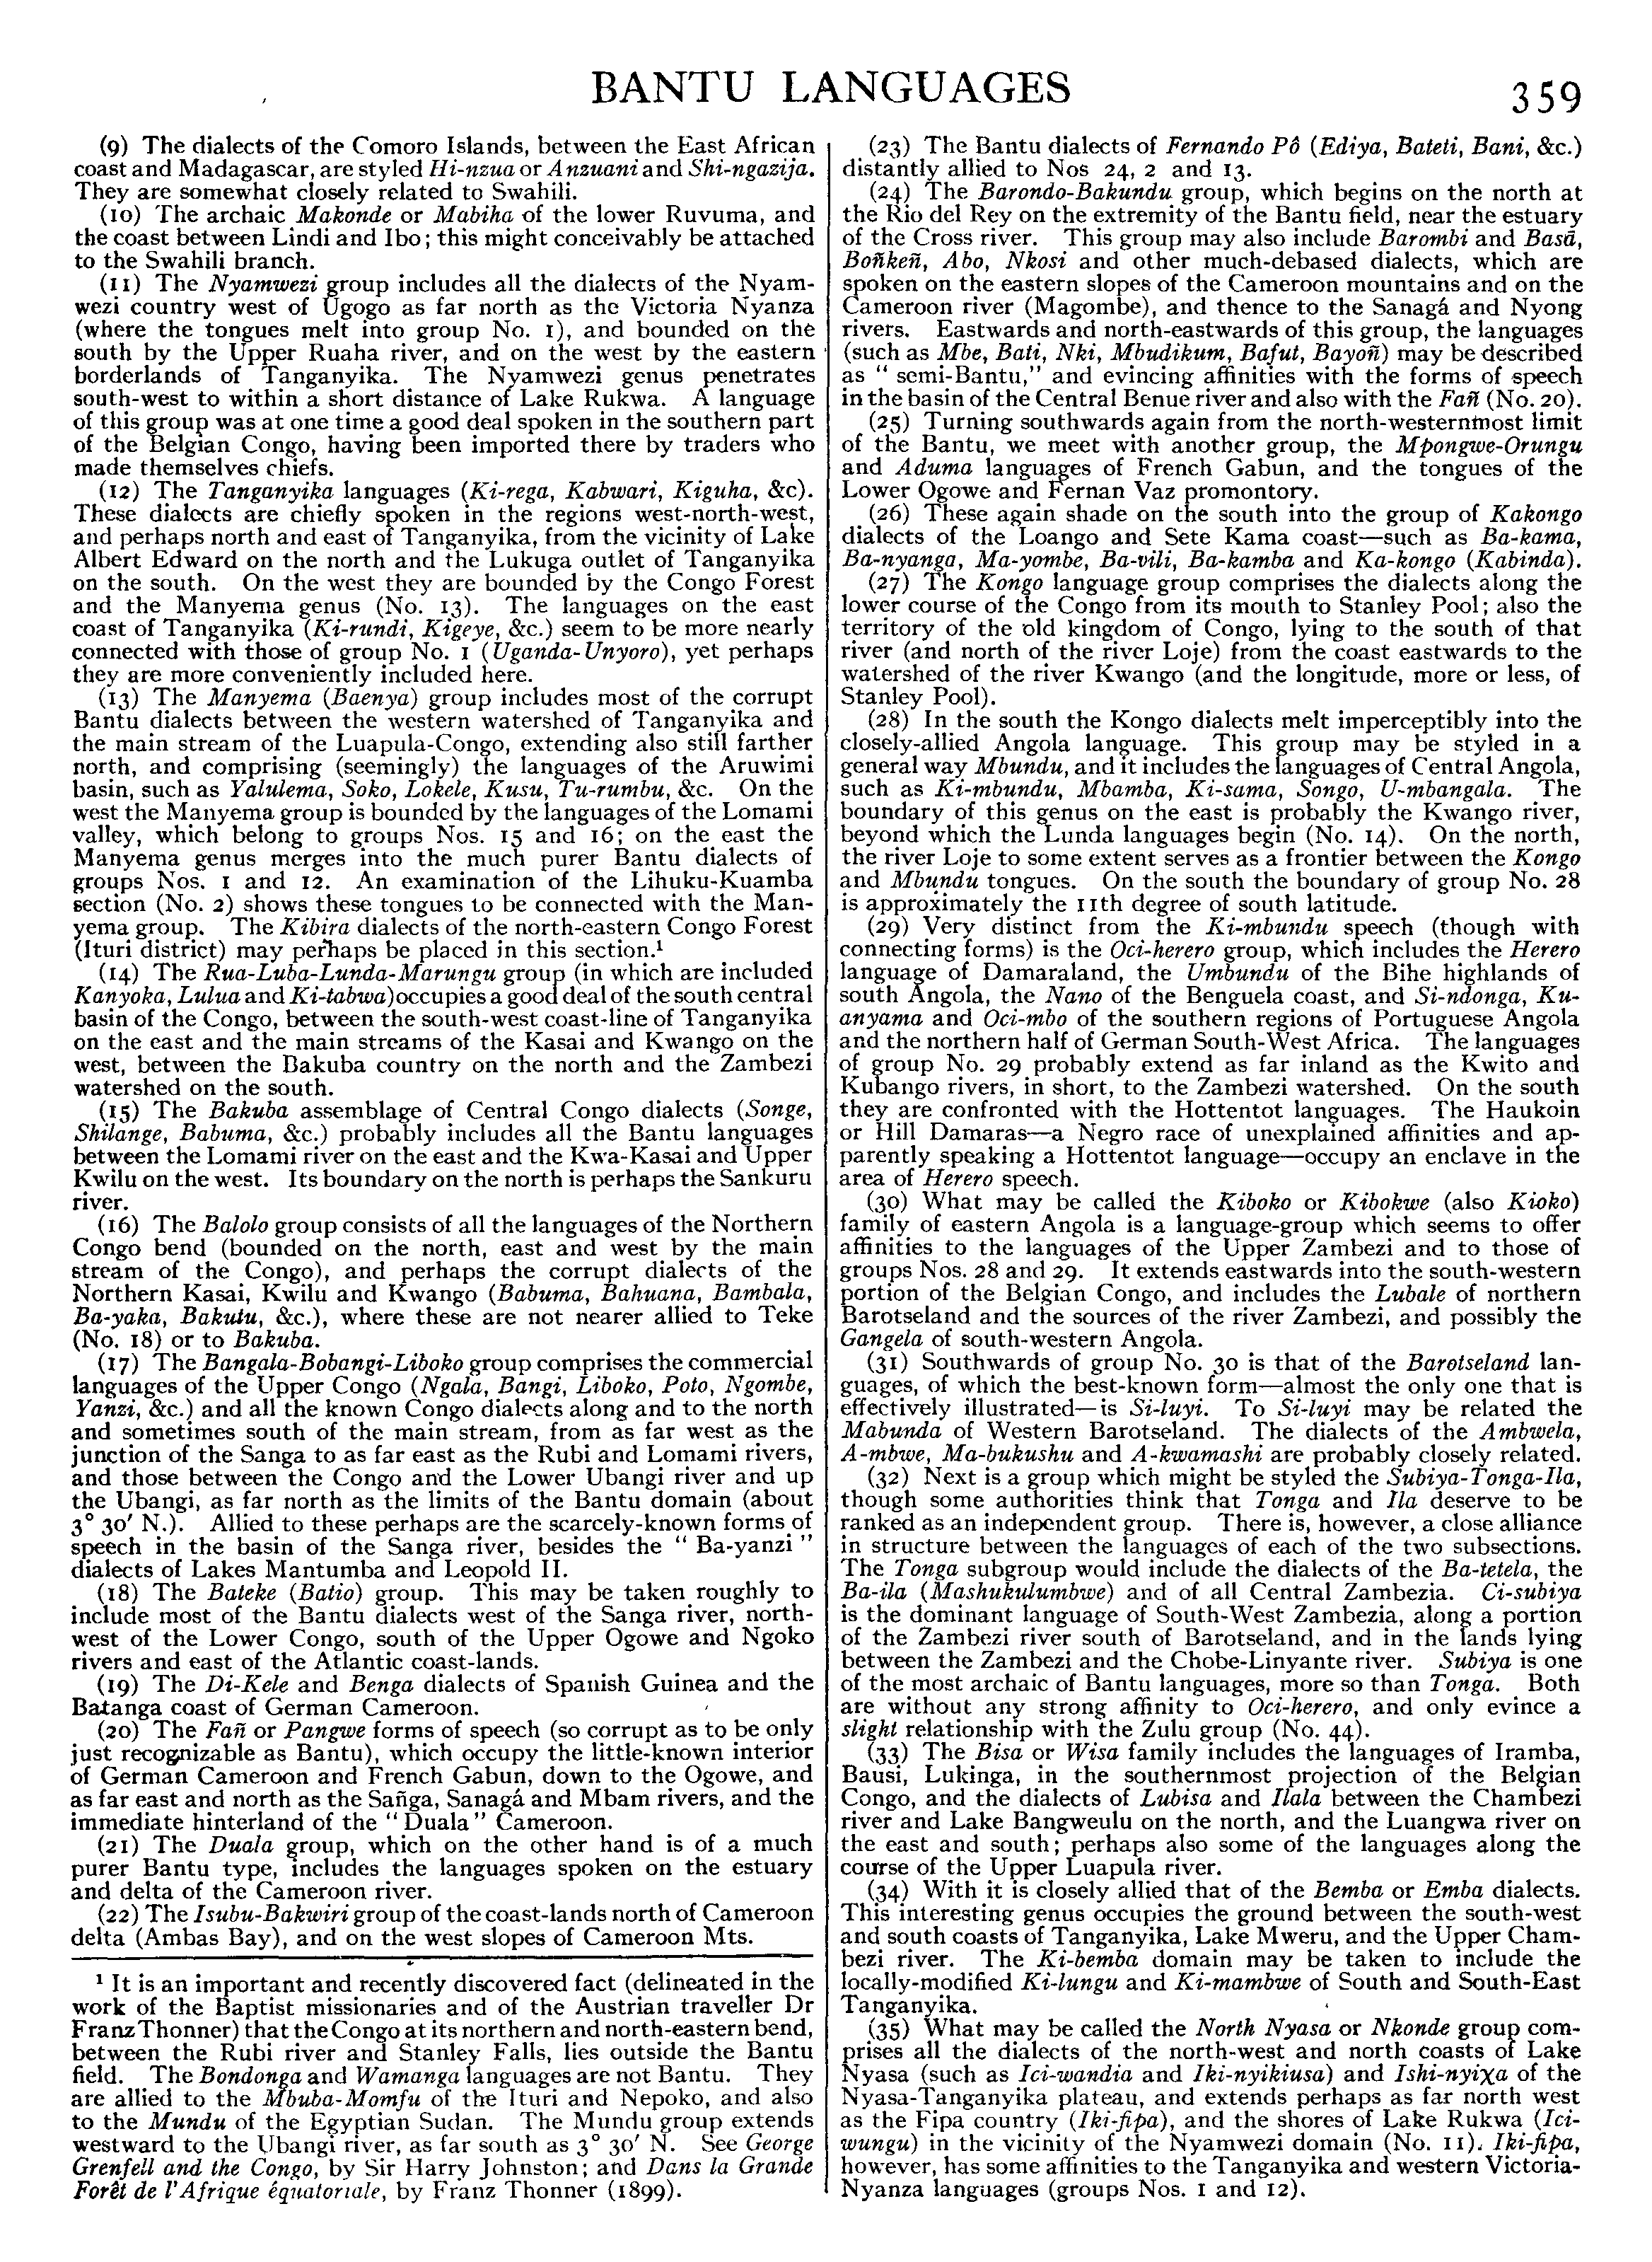 BANTU LANGUAGES
359
(9) The dialects of the Comoro Islands, between the East African
coast and Madagascar, are styled Hi-nzua or Anzuani and Shi-ngazija.
They are somewhat closely related to Swahili.
(10) The archaic Makonde or Mabiha of the lower Ruvuma, and
the coast between Lindi and Ibo; this might conceivably be attached
to the Swahili branch.
(11) The Nyamwezi group includes all the dialects of the Nyam-
wezi country west of Ugogo as far north as the Victoria Nyanza
(where the tongues melt into group No. 1), and bounded on the
south by the Upper Ruaha river, and on the west by the eastern
borderlands of Tanganyika. The Nyamwezi genus penetrates
south-west to within a short distance of Lake Rukwa. A language
of this group was at one time a good deal spoken in the southern part
of the Belgian Congo, having been imported there by traders who
made themselves chiefs.
(12) The Tanganyika languages (Ki-rega, Kabwari, Kiguha, &c).
These dialects are chiefly spoken in the regions west-north-west,
and perhaps north and east of Tanganyika, from the vicinity of Lake
Albert Edward on the north and the Lukuga outlet of Tanganyika
on the south. On the west they are bounded by the Congo Forest
and the Manyema genus (No. 13). The languages on the east
coast of Tanganyika (Ki-rundi, Kigeye, &c.) seem to be more nearly
connected with those of group No. 1 (Uganda-Unyoro), yet perhaps
they are more conveniently included here.
(13) The Manyema (Baenya) group includes most of the corrupt
Bantu dialects between the western watershed of Tanganyika and
the main stream of the Luapula-Congo, extending also still farther
north, and comprising (seemingly) the languages of the Aruwimi
basin, such as Yalulema, Soko, Lokele, Kusu, Tu-rumbu, &c. On the
west the Manyema group is bounded by the languages of the Lomami
valley, which belong to groups Nos. 15 and 16; on the east the
Manyema genus merges into the much purer Bantu dialects of
groups Nos. 1 and 12. An examination of the Lihuku-Kuamba
section (No. 2) shows these tongues to be connected with the Man-
yema group. The Kibira dialects of the north-eastern Congo Forest
(Ituri district) may perhaps be placed in this section.¹
(14) The Rua-Luba-Lunda-Marungu group (in which are included
Kanyoka, Lulua and Ki-tabwa) occupies a good deal of the south central
basin of the Congo, between the south-west coast-line of Tanganyika
on the east and the main streams of the Kasai and Kwango on the
west, between the Bakuba country on the north and the Zambezi
watershed on the south.
(15) The Bakuba assemblage of Central Congo dialects (Songe,
Shilange, Babuma, &c.) probably includes all the Bantu languages
between the Lomami river on the east and the Kwa-Kasai and Upper
Kwilu on the west. Its boundary on the north is perhaps the Sankuru
river.
(16) The Balolo group consists of all the languages of the Northern
Congo bend (bounded on the north, east and west by the main
stream of the Congo), and perhaps the corrupt dialects of the
Northern Kasai, Kwilu and Kwango (Babuma, Bahuana, Bambala,
Ba-yaka, Bakutu, &c.), where these are not nearer allied to Teke
(No. 18) or to Bakuba.
(17) The Bangala-Bobangi-Liboko group comprises the commercial
languages of the Upper Congo (Ngala, Bangi, Liboko, Poto, Ngombe,
Yanzi, &c.) and all the known Congo dialects along and to the north
and sometimes south of the main stream, from as far west as the
junction of the Sanga to as far east as the Rubi and Lomami rivers,
and those between the Congo and the Lower Ubangi river and up
the Ubangi, as far north as the limits of the Bantu domain (about
3° 30′ N.). Allied to these perhaps are the scarcely-known forms of
speech in the basin of the Sanga river, besides the " Ba-yanzi "
dialects of Lakes Mantumba and Leopold II.
(18) The Bateke (Batio) group. This may be taken roughly to
include most of the Bantu dialects west of the Sanga river, north-
west of the Lower Congo, south of the Upper Ogowe and Ngoko
rivers and east of the Atlantic coast-lands.
(19) The Di-Kele and Benga dialects of Spanish Guinea and the
Batanga coast of German Cameroon.
(20) The Fañ or Pangwe forms of speech (so corrupt as to be only
just recognizable as Bantu), which occupy the little-known interior
of German Cameroon and French Gabun, down to the Ogowe, and
as far east and north as the Sañga, Sanagá and Mbam rivers, and the
immediate hinterland of the " Duala " Cameroon.
(21) The Duala group, which on the other hand is of a much
purer Bantu type, includes the languages spoken on the estuary
and delta of the Cameroon river.
(22) The Isubu-Bakwiri group of the coast-lands north of Cameroon
delta (Ambas Bay), and on the west slopes of Cameroon Mts.
¹ It is an important and recently discovered fact (delineated in the
work of the Baptist missionaries and of the Austrian traveller Dr
Franz Thonner) that the Congo at its northern and north-eastern bend,
between the Rubi river and Stanley Falls, lies outside the Bantu
field. The Bondonga and Wamanga languages are not Bantu. They
are allied to the Mbuba-Momfu of the Ituri and Nepoko, and also
to the Mundu of the Egyptian Sudan. The Mundu group extends
westward to the Ubangi river, as far south as 3° 30′ N. See George
Grenfell and the Congo, by Sir Harry Johnston; and Dans la Grande
Forêt de l'Afrique équatoriale, by Franz Thonner (1899).
(23) The Bantu dialects of Fernando Pô (Ediya, Bateti, Bani, &c.)
distantly allied to Nos 24, 2 and 13.
(24) The Barondo-Bakundu group, which begins on the north at
the Rio del Rey on the extremity of the Bantu field, near the estuary
of the Cross river. This group may also include Barombi and Basā,
Boñkeñ, Abo, Nkosi and other much-debased dialects, which are
spoken on the eastern slopes of the Cameroon mountains and on the
Cameroon river (Magombe), and thence to the Sanagá and Nyong
rivers. Eastwards and north-eastwards of this group, the languages
(such as Mbe, Bati, Nki, Mbudikum, Bafut, Bayoñ) may be described
as " semi-Bantu," and evincing affinities with the forms of speech
in the basin of the Central Benue river and also with the Fañ (No. 20).
(25) Turning southwards again from the north-westernmost limit
of the Bantu, we meet with another group, the Mpongwe-Orungu
and Aduma languages of French Gabun, and the tongues of the
Lower Ogowe and Fernan Vaz promontory.
(26) These again shade on the south into the group of Kakongo
dialects of the Loango and Sete Kama coast—such as Ba-kama,
Ba-nyanga, Ma-yombe, Ba-vili, Ba-kamba and Ka-kongo (Kabinda).
(27) The Kongo language group comprises the dialects along the
lower course of the Congo from its mouth to Stanley Pool; also the
territory of the old kingdom of Congo, lying to the south of that
river (and north of the river Loje) from the coast eastwards to the
watershed of the river Kwango (and the longitude, more or less, of
Stanley Pool).
(28) In the south the Kongo dialects melt imperceptibly into the
closely-allied Angola language. This group may be styled in a
general way Mbundu, and it includes the languages of Central Angola,
such as Ki-mbundu, Mbamba, Ki-sama, Songo, U-mbangala. The
boundary of this genus on the east is probably the Kwango river,
beyond which the Lunda languages begin (No. 14). On the north,
the river Loje to some extent serves as a frontier between the Kongo
and Mbundu tongues. On the south the boundary of group No. 28
is approximately the 11th degree of south latitude.
(29) Very distinct from the Ki-mbundu speech (though with
connecting forms) is the Oci-herero group, which includes the Herero
language of Damaraland, the Umbundu of the Bihe highlands of
south Angola, the Nano of the Benguela coast, and Si-ndonga, Ku-
anyama and Oci-mbo of the southern regions of Portuguese Angola
and the northern half of German South-West Africa. The languages
of group No. 29 probably extend as far inland as the Kwito and
Kubango rivers, in short, to the Zambezi watershed. On the south
they are confronted with the Hottentot languages. The Haukoin
or Hill Damaras—a Negro race of unexplained affinities and ap-
parently speaking a Hottentot language—occupy an enclave in the
area of Herero speech.
(30) What may be called the Kiboko or Kibokwe (also Kioko)
family of eastern Angola is a language-group which seems to offer
affinities to the languages of the Upper Zambezi and to those of
groups Nos. 28 and 29. It extends eastwards into the south-western
portion of the Belgian Congo, and includes the Lubale of northern
Barotseland and the sources of the river Zambezi, and possibly the
Gangela of south-western Angola.
(31) Southwards of group No. 30 is that of the Barotseland lan-
guages, of which the best-known form—almost the only one that is
effectively illustrated—is Si-luyi. To Si-luyi may be related the
Mabunda of Western Barotseland. The dialects of the Ambwela,
A-mbwe, Ma-bukushu and A-kwamashi are probably closely related.
(32) Next is a group which might be styled the Subiya-Tonga-Ila,
though some authorities think that Tonga and Ila deserve to be
ranked as an independent group. There is, however, a close alliance
in structure between the languages of each of the two subsections.
The Tonga subgroup would include the dialects of the Ba-tetela, the
Ba-ila (Mashukulumbwe) and of all Central Zambezia. Ci-subiya
is the dominant language of South-West Zambezia, along a portion
of the Zambezi river south of Barotseland, and in the lands lying
between the Zambezi and the Chobe-Linyante river. Subiya is one
of the most archaic of Bantu languages, more so than Tonga. Both
are without any strong affinity to Oci-herero, and only evince a
slight relationship with the Zulu group (No. 44).
(33) The Bisa or Wisa family includes the languages of Iramba,
Bausi, Lukinga, in the southernmost projection of the Belgian
Congo, and the dialects of Lubisa and Ilala between the Chambezi
river and Lake Bangweulu on the north, and the Luangwa river on
the east and south; perhaps also some of the languages along the
course of the Upper Luapula river.
(34) With it is closely allied that of the Bemba or Emba dialects.
This interesting genus occupies the ground between the south-west
and south coasts of Tanganyika, Lake Mweru, and the Upper Cham-
bezi river. The Ki-bemba domain may be taken to include the
locally-modified Ki-lungu and Ki-mambwe of South and South-East
Tanganyika.
(35) What may be called the North Nyasa or Nkonde group com-
prises all the dialects of the north-west and north coasts of Lake
Nyasa (such as Ici-wandia and Iki-nyikiusa) and Ishi-nyiχa of the
Nyasa-Tanganyika plateau, and extends perhaps as far north west
as the Fipa country (Iki-fipa), and the shores of Lake Rukwa (Ici-
wungu) in the vicinity of the Nyamwezi domain (No. 11). Iki-fipa,
however, has some affinities to the Tanganyika and western Victoria-
Nyanza languages (groups Nos. 1 and 12).